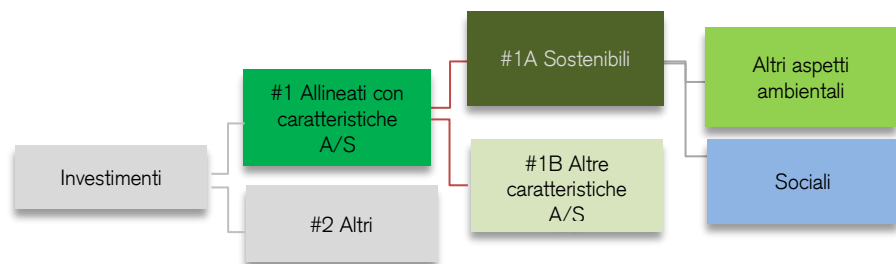 Investimenti
#1 Allineati con
caratteristiche
A/S
#2 Altri
#1A Sostenibili
#1B Altre
caratteristiche
A/S
Altri aspetti
ambientali
Sociali